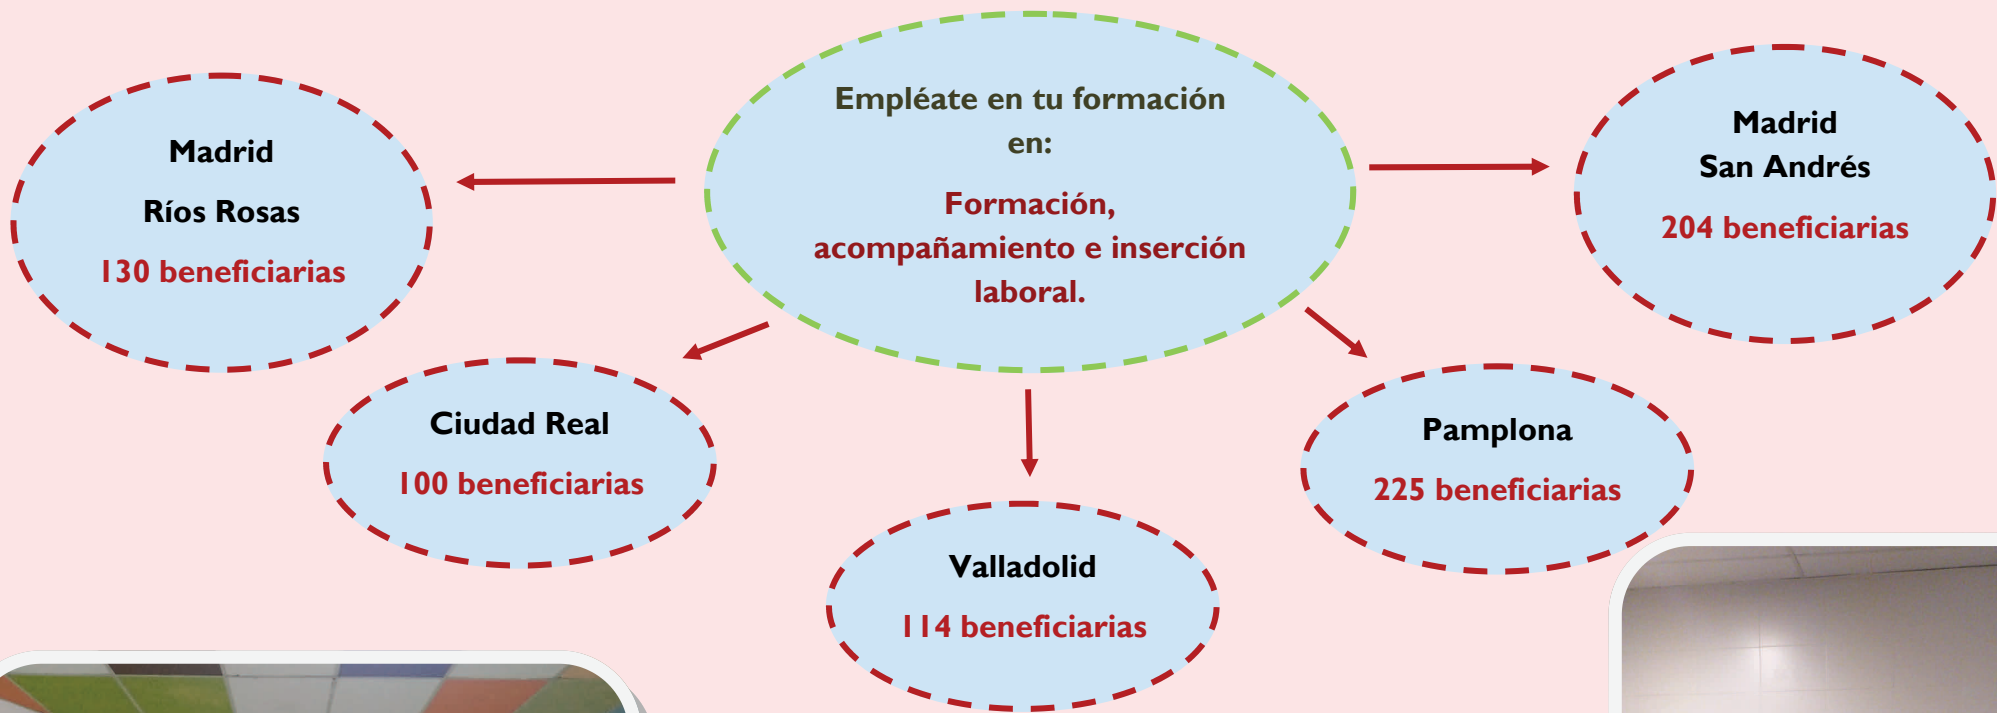 Empléate en tu formación
en:
Formación,
acompañamiento e inserción
laboral.
Madrid
Ríos Rosas
130 beneficiarias
Madrid
San Andrés
204 beneficiarias
Ciudad Real
100 beneficiarias
Valladolid
114 beneficiarias
Pamplona
225 beneficiarias